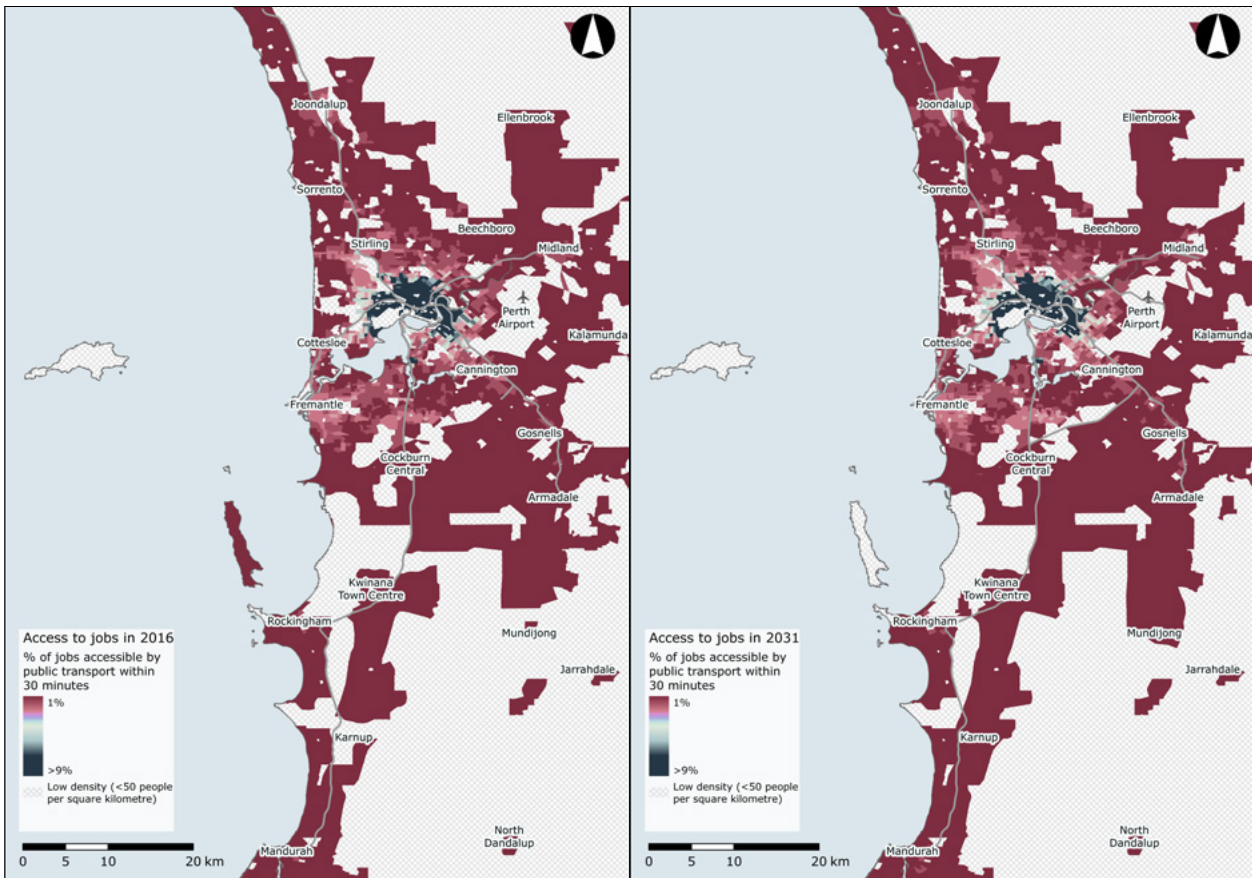 Joondalup
Ellenbrook
Sorrento
Beechboro
Stirling
Midland
Perth
Airport
Kalamunda
Cottesloe
Cannington
Fremantle
Gosnells
Cockburn
Central
Armadale
Kwinana
Town Centre
Rockingham
Mundijong
Jarrahdale
Karnup
North
Dandalup
Mandurah
Access to jobs in 2016
% of jobs accessible by
public transport within
30 minutes
1%
>9%
Low density (<50 people
per square kilometre)
0 5 10 20 km
Joondalup
Ellenbrook
Sorrento
Beechboro
Stirling
Midland
Perth
Airport
Kalamunda
Cottesloe
Cannington
Fremantle
Gosnells
Cockburn
Central
Armadale
Kwinana
Town Centre
Rockingham
Mundijong
Jarrahdale
Karnup
North
Dandalup
Mandurah
Access to jobs in 2031
% of jobs accessible by
public transport within
30 minutes
1%
>9%
Low density (<50 people
per square kilometre)
0 5 10 20 km